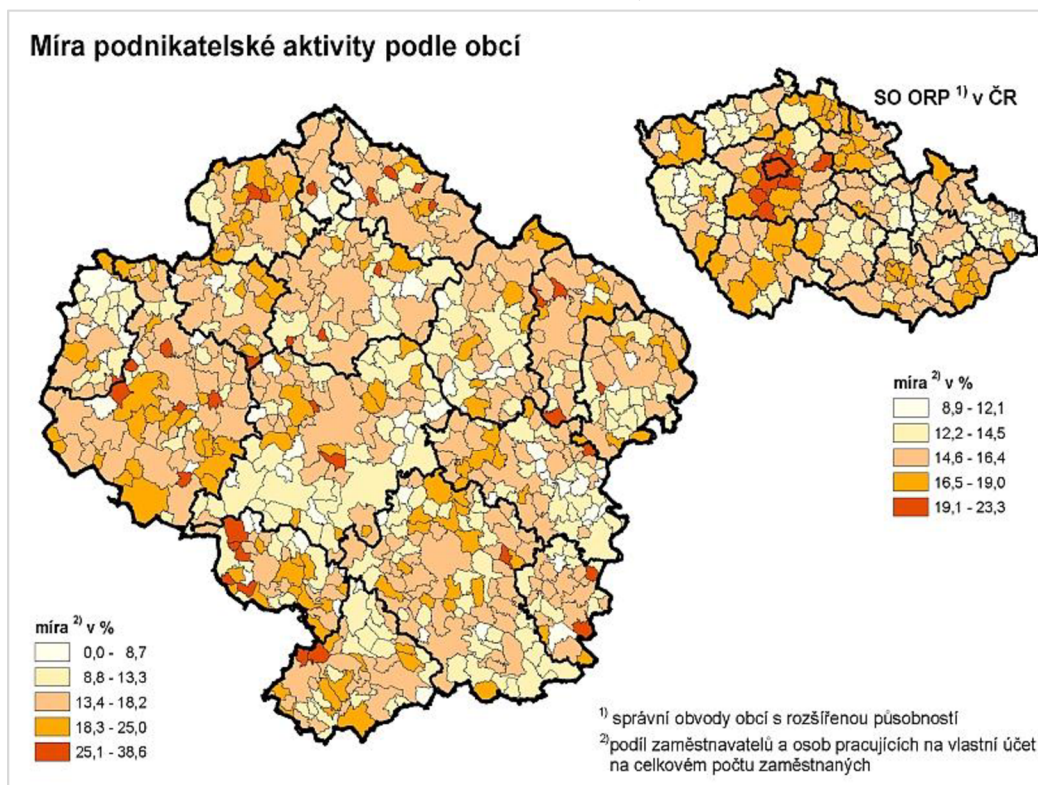 Míra podnikatelské aktivity podle obcí
SO ORP 1) v ČR
míra 2) v %
8,9 - 12,1
12,2 - 14,5
14,6 - 16,4
16,5 - 19,0
19,1 - 23,3
míra 2) v %
0,0 - 8,7
8,8 - 13,3
13,4 - 18,2
18,3 - 25,0
25,1 - 38,6
1) správní obvody obcí s rozšířenou působností
2) podíl zaměstnavatelů a osob pracujících na vlastní účet
na celkovém počtu zaměstnaných